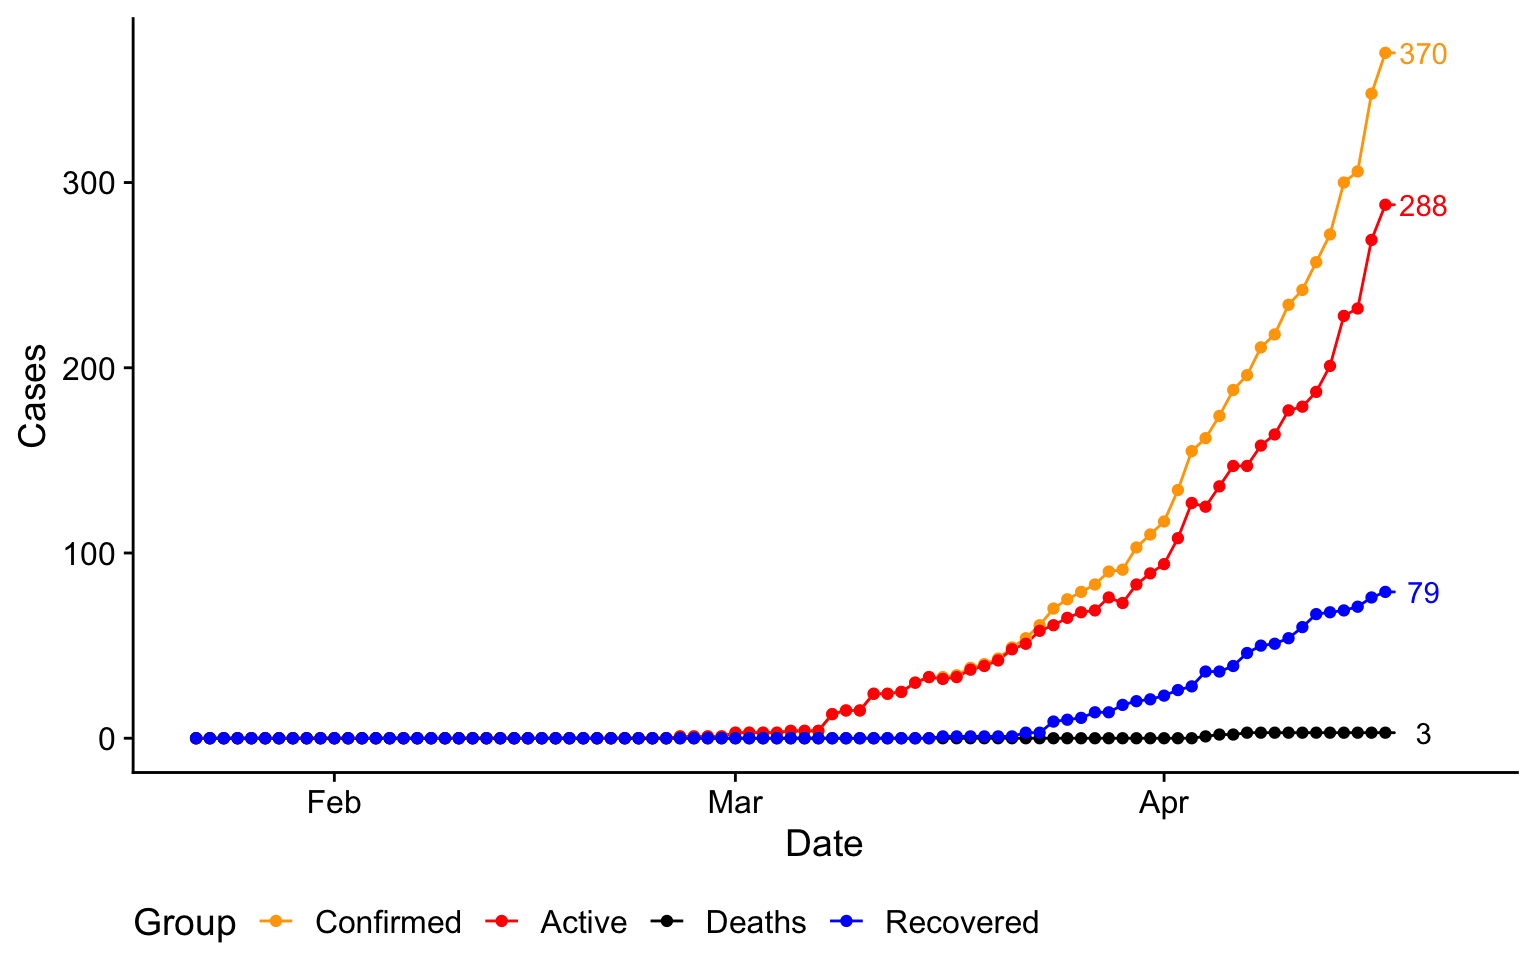 370
300
288
Cases
200
100
79
3
0
Feb Mar Apr
Date
Group Confirmed Active Deaths Recovered